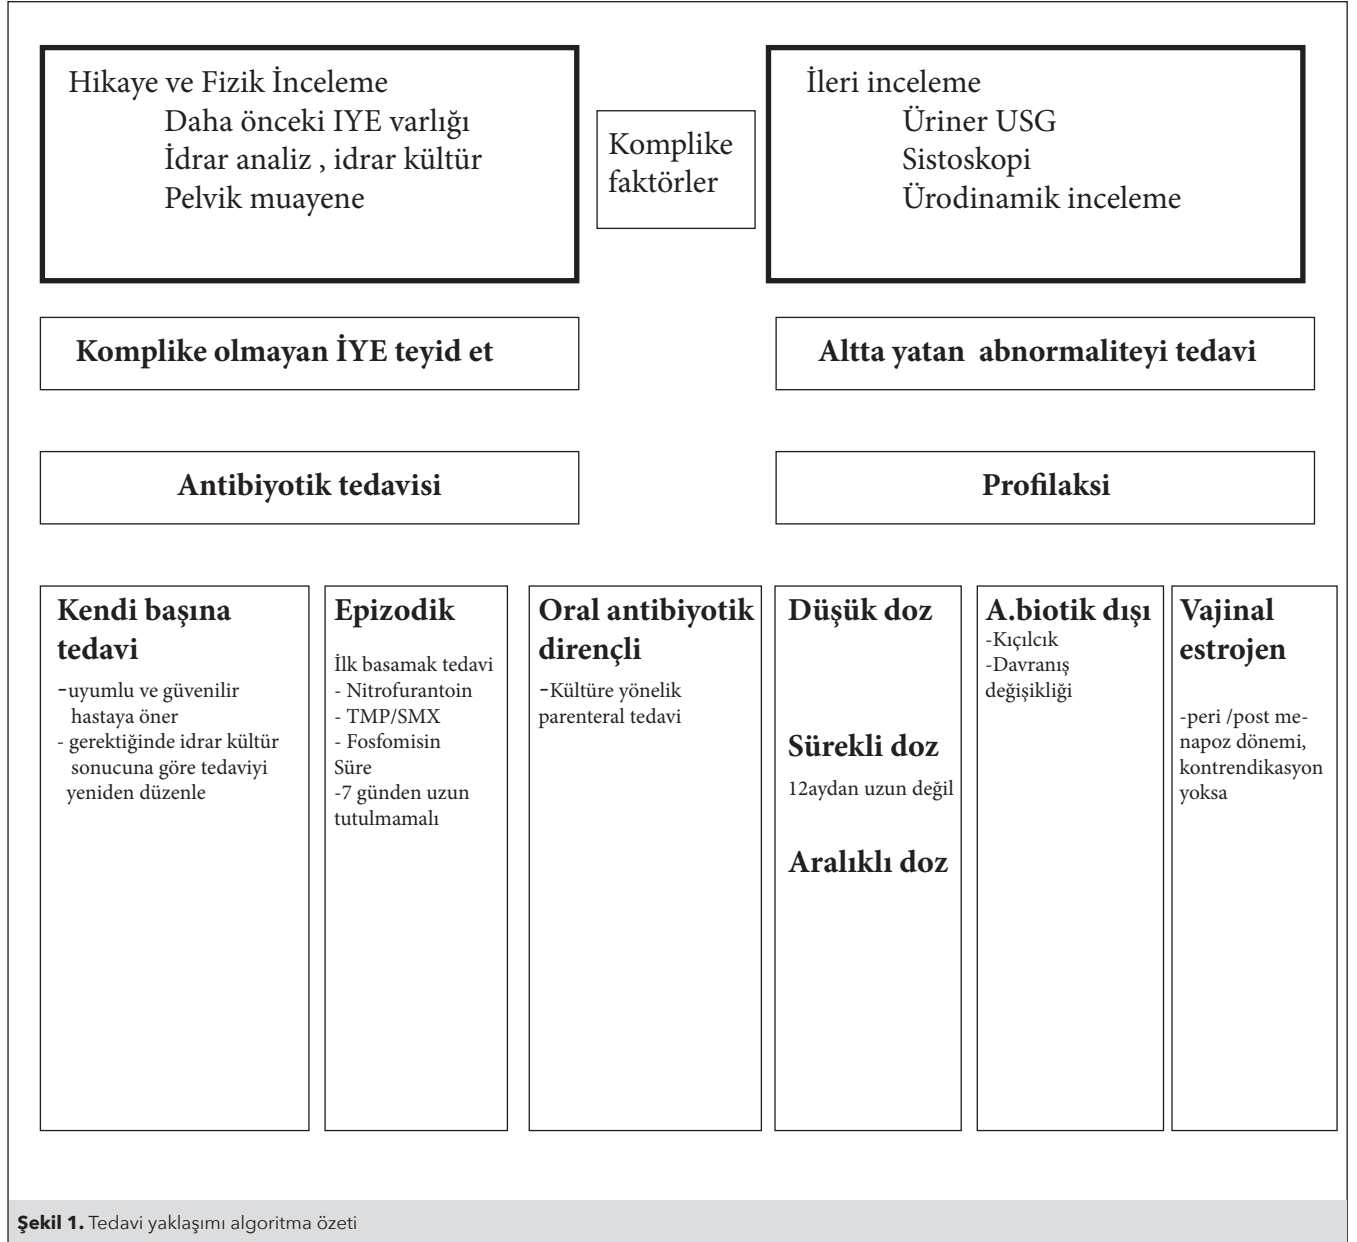 Hikaye ve Fizik İnceleme
Daha önceki IYE varlığı
İdrar analiz , idrar kültür
Pelvik muayene
Komplike
faktörler
İleri inceleme
Üriner USG
Sistoskopi
Ürodinamik inceleme
Komplike olmayan İYE teyid et
Altta yatan abnormaliteyi tedavi
Antibiyotik tedavisi
Profilaksi
Kendi başına
tedavi
-uyumlu ve güvenilir
hastaya öner
- gerektiğinde idrar kültür
sonucuna göre tedaviyi
yeniden düzenle
Epizodik
İlk basamak tedavi
- Nitrofurantoin
- TMP/SMX
- Fosfomisin
Süre
-7 günden uzun
tutulmamalı
Oral antibiyotik
dirençli
-Kültüre yönelik
parenteral tedavi
Düşük doz
Sürekli doz
12aydan uzun değil
Aralıklı doz
A.biotik dışı
-Kıçılcık
-Davranış
değişikliği
Vajinal
estrojen
-peri /post me-
napoz dönemi,
kontrendikasyon
yoksa
Şekil 1. Tedavi yaklaşımı algoritma özeti